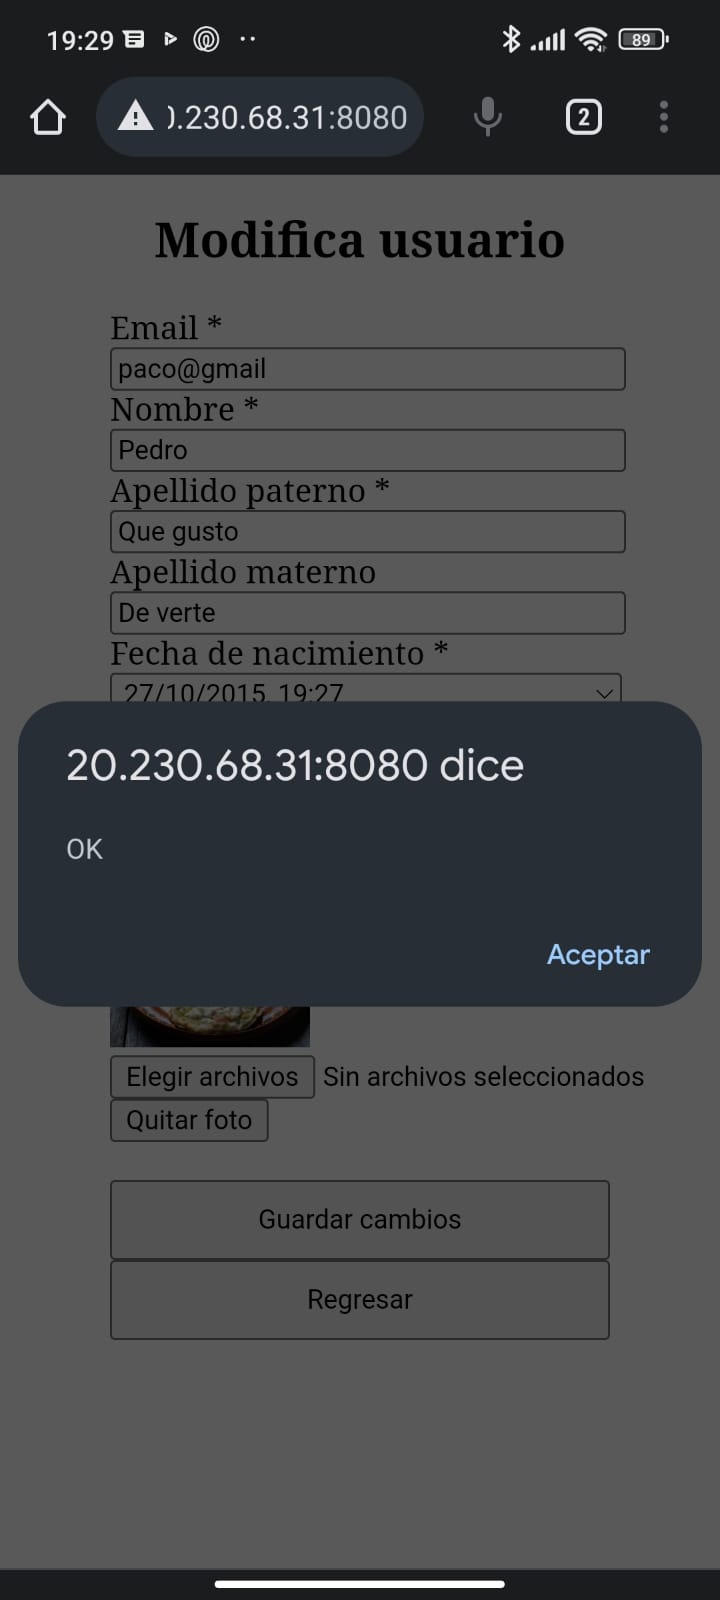 19:29
89
0.230.68.31:8080
2
Modifica usuario
Email *
paco@gmail
Nombre *
Pedro
Apellido paterno *
Que gusto
Apellido materno
De verte
Fecha de nacimiento *
27/10/2015, 19:27
20.230.68.31:8080 dice
OK
Aceptar
Elegir archivos Sin archivos seleccionados
Quitar foto
Guardar cambios
Regresar